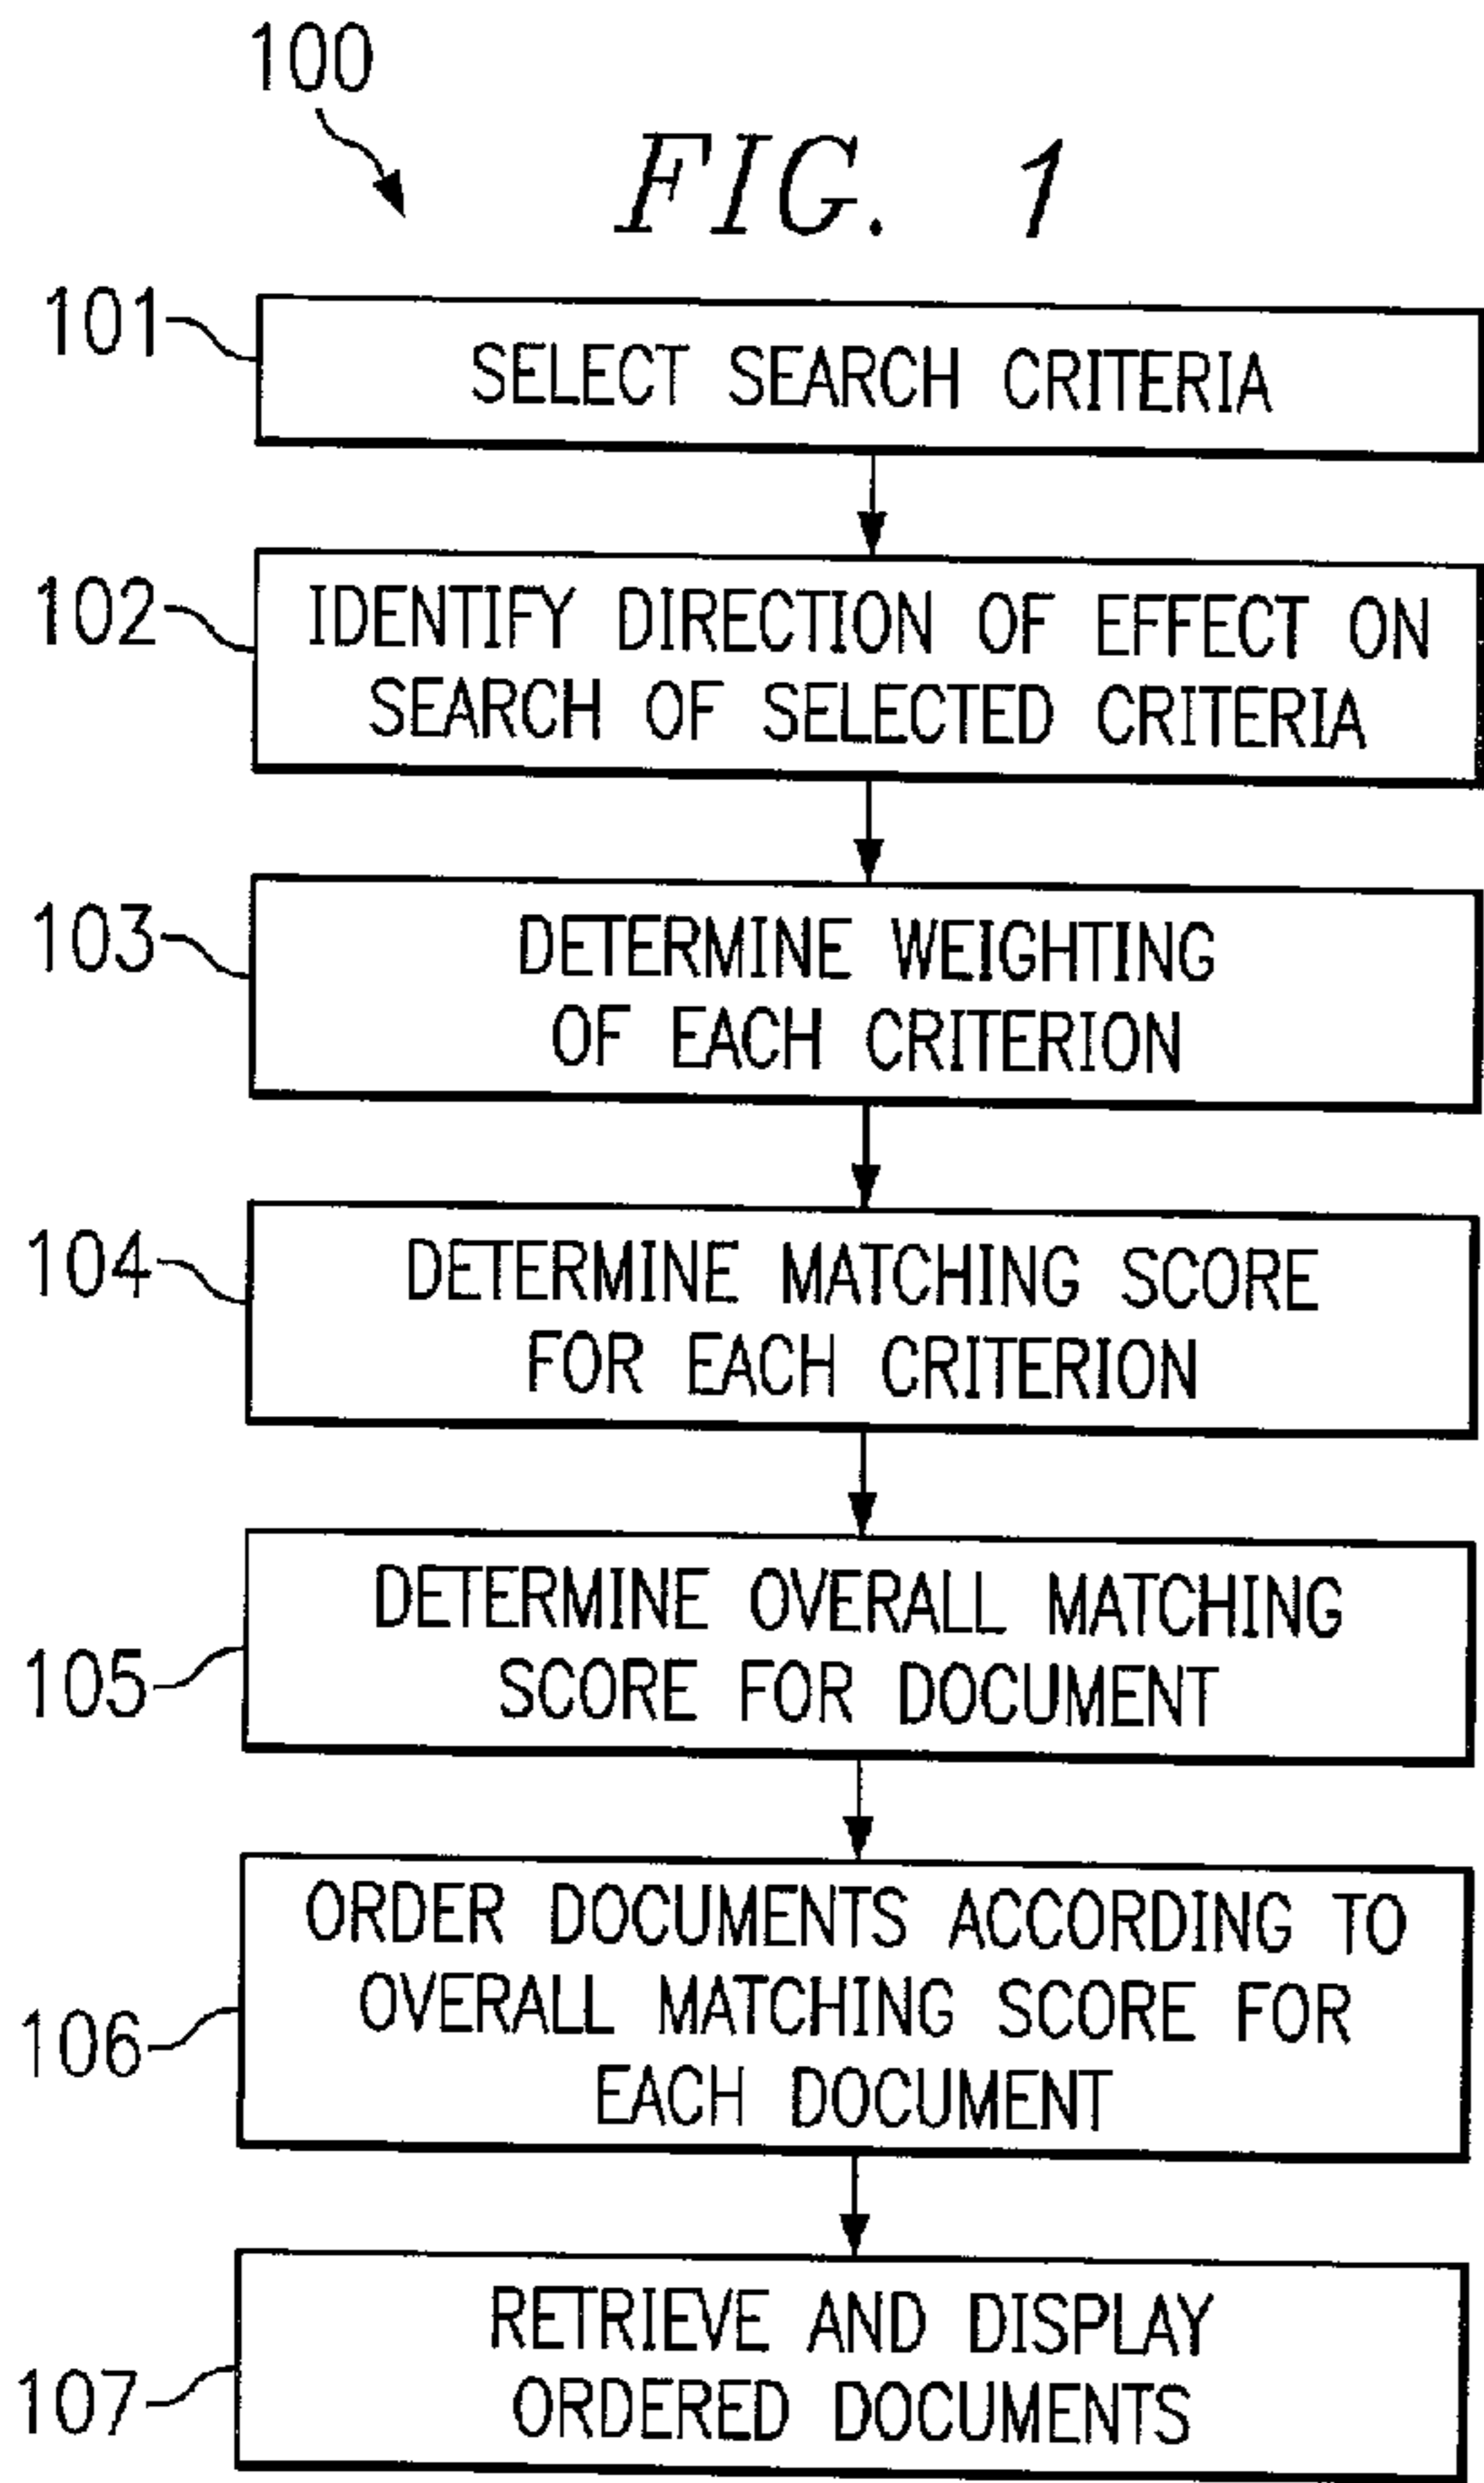 100
FIG. 1
101
SELECT SEARCH CRITERIA
102
IDENTIFY DIRECTION OF EFFECT ON
SEARCH OF SELECTED CRITERIA
103
DETERMINE WEIGHTING
OF EACH CRITERION
104
DETERMINE MATCHING SCORE
FOR EACH CRITERION
105
DETERMINE OVERALL MATCHING
SCORE FOR DOCUMENT
106
ORDER DOCUMENTS ACCORDING TO
OVERALL MATCHING SCORE FOR
EACH DOCUMENT
107
RETRIEVE AND DISPLAY
ORDERED DOCUMENTS